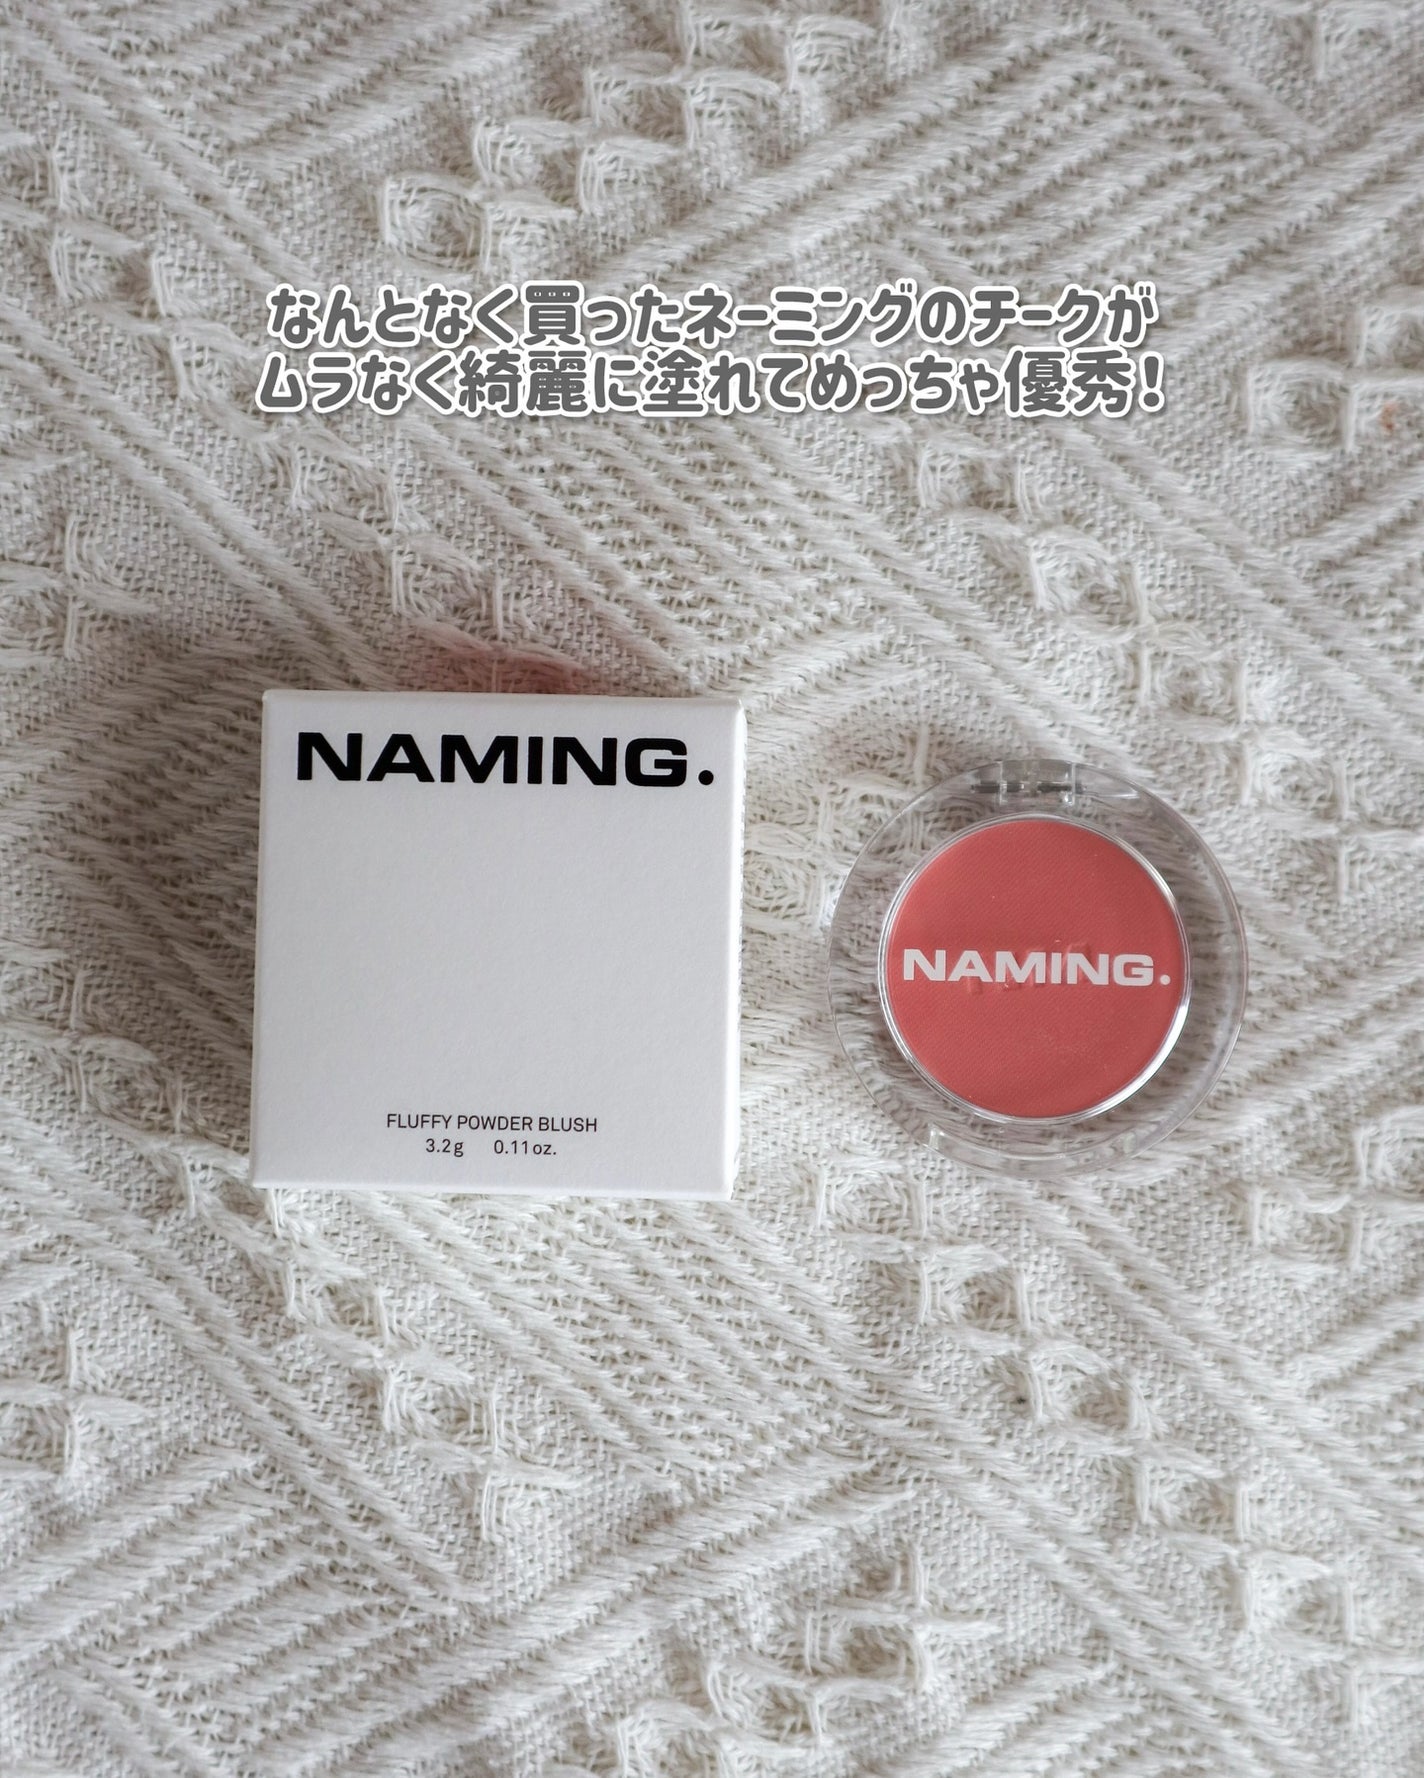 なんとなく買ったネーミングのチークが
ムラなく綺麗に塗れてめっちゃ優秀!
NAMING.
NAMING.
FLUFFY POWDER BLUSH
3.2g 0.11oz.